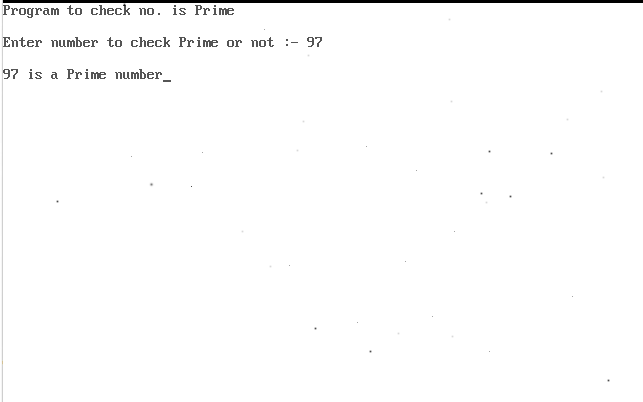 Program to check no. is Prime
Enter number to check Prime or not :- 97
97 is a Prime number_